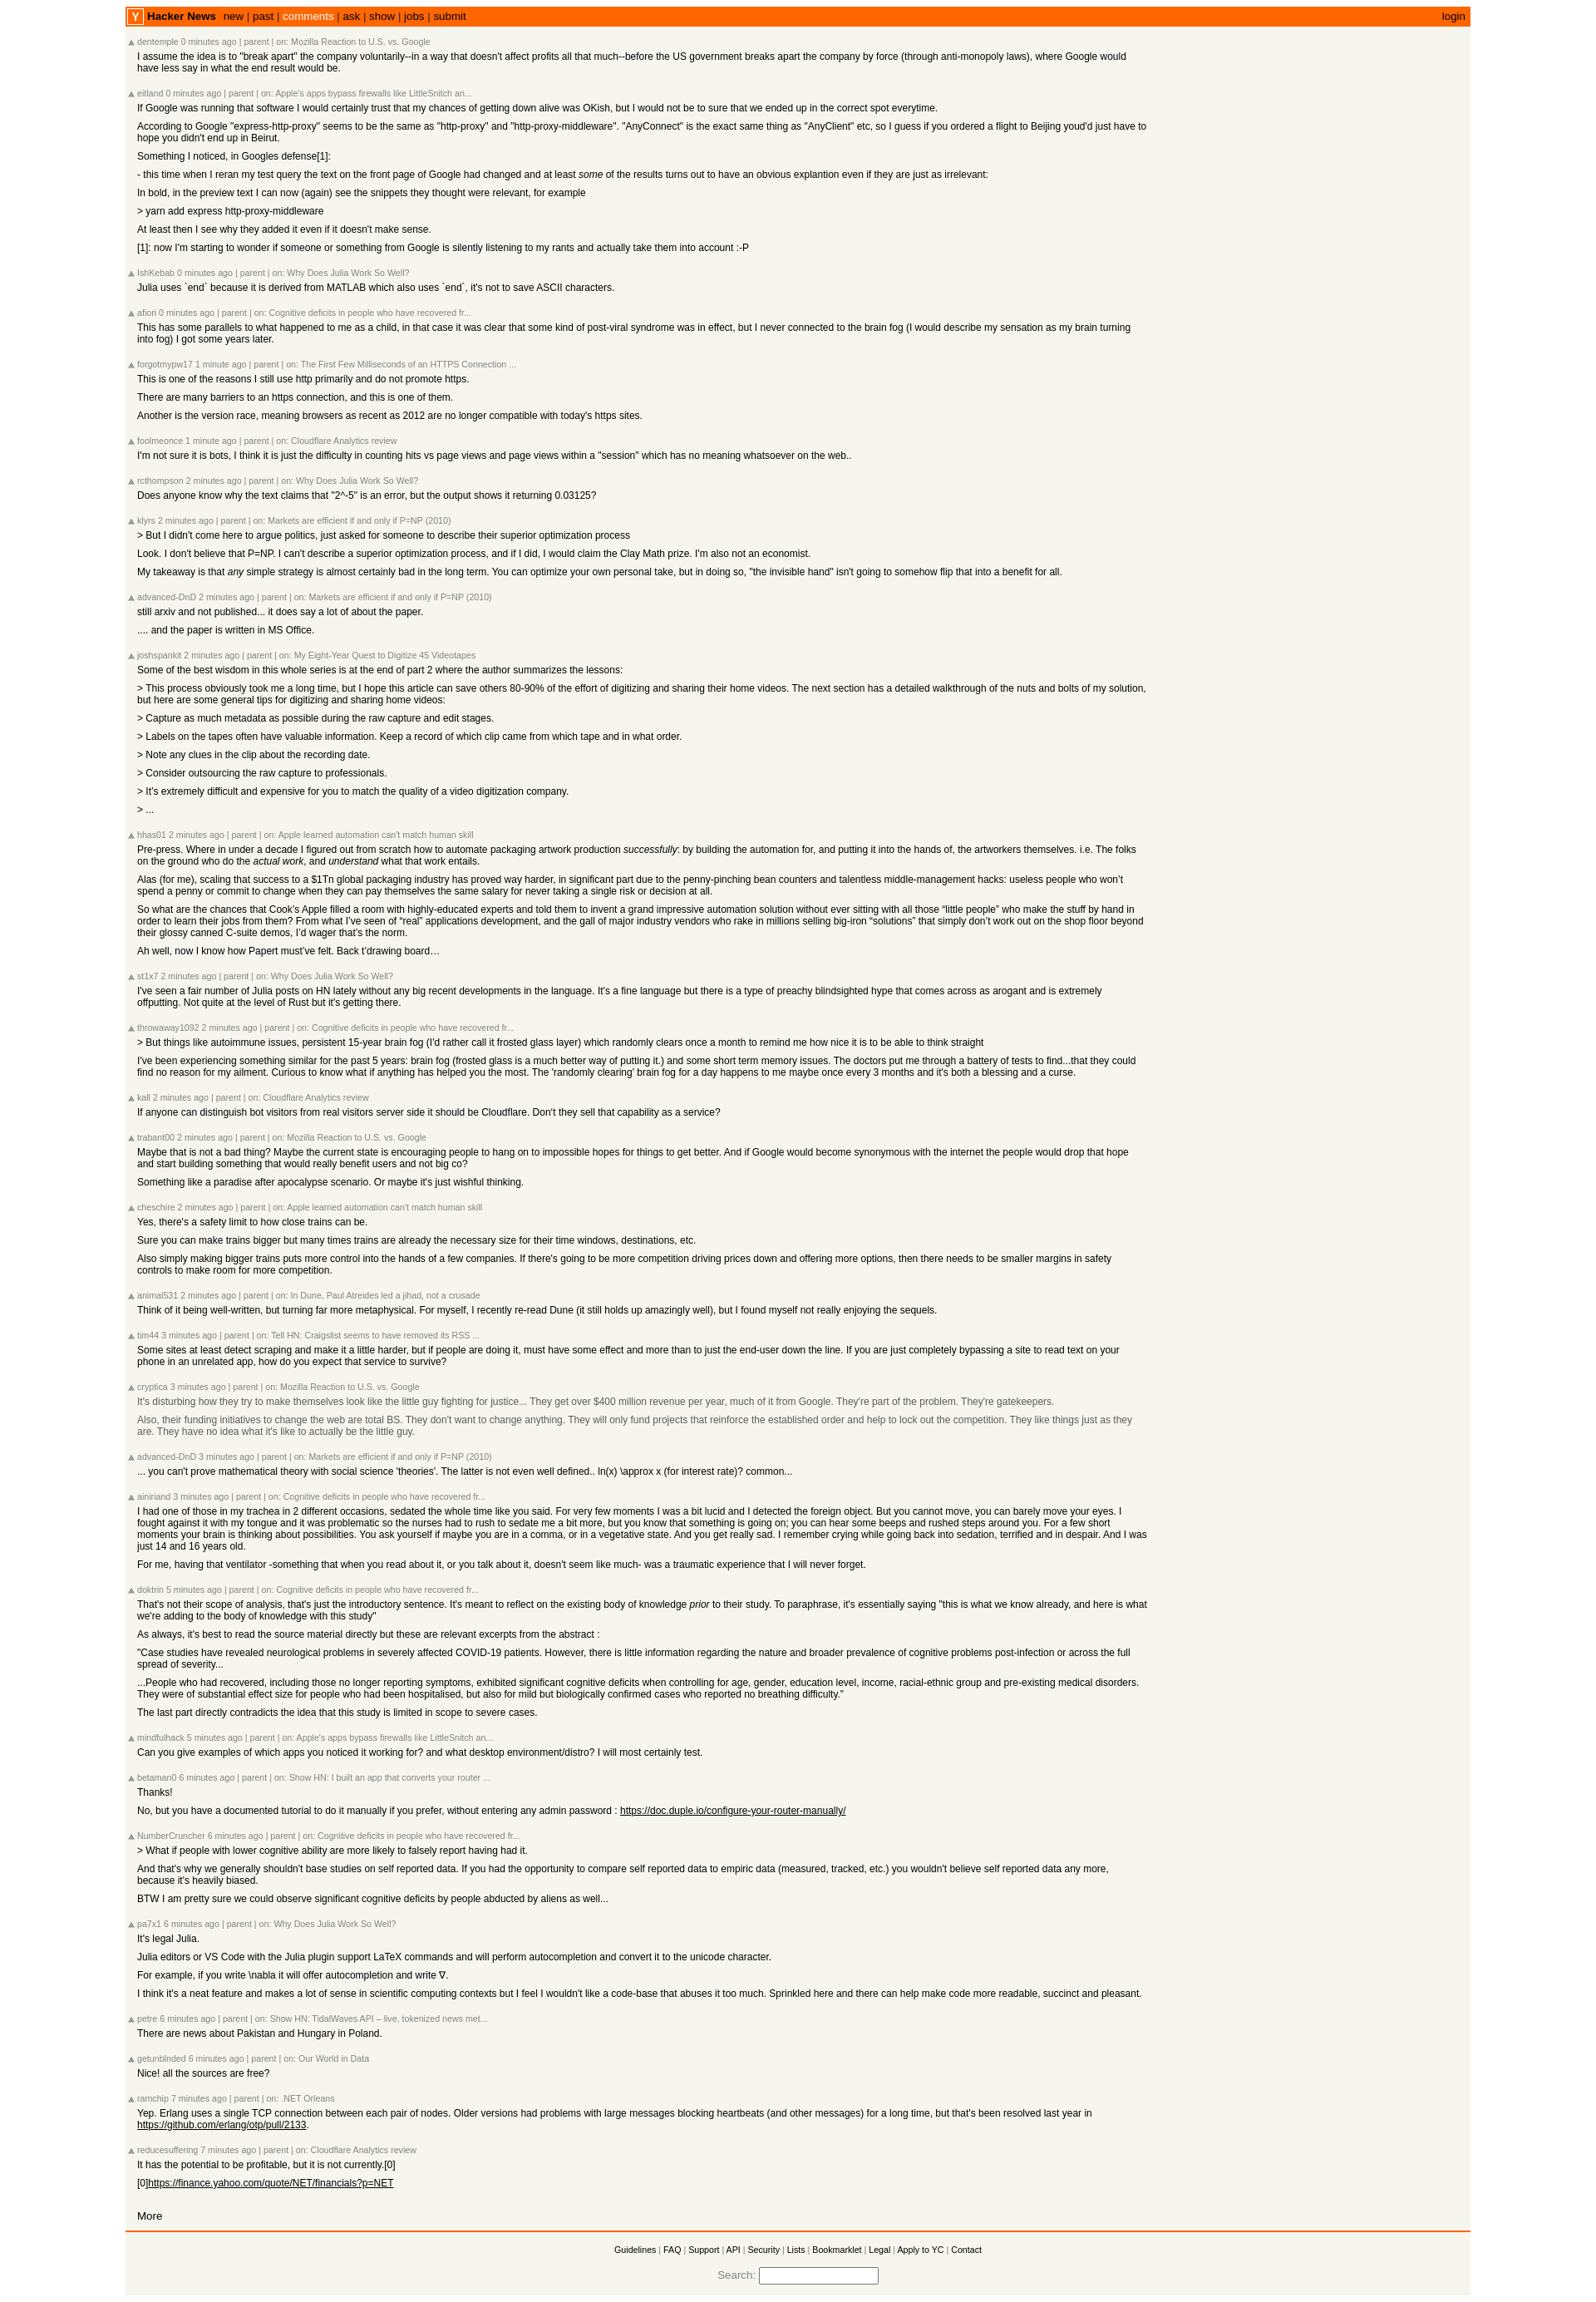 Y Hacker News new | past | comments | ask | show | jobs | submit login
dentemple 0 minutes ago | parent | on: Mozilla Reaction to U.S. vs. Google
I assume the idea is to "break apart" the company voluntarily--in a way that doesn't affect profits all that much--before the US government breaks apart the company by force (through anti-monopoly laws), where Google would
have less say in what the end result would be.
eitland 0 minutes ago | parent | on: Apple's apps bypass firewalls like LittleSnitch an...
If Google was running that software I would certainly trust that my chances of getting down alive was OKish, but I would not be to sure that we ended up in the correct spot everytime.
According to Google "express-http-proxy" seems to be the same as "http-proxy" and "http-proxy-middleware". "AnyConnect" is the exact same thing as "AnyClient" etc, so I guess if you ordered a flight to Beijing youd'd just have to
hope you didn't end up in Beirut.
Something I noticed, in Googles defense[1]:
- this time when I reran my test query the text on the front page of Google had changed and at least some of the results turns out to have an obvious explantion even if they are just as irrelevant:
In bold, in the preview text I can now (again) see the snippets they thought were relevant, for example
> yarn add express http-proxy-middleware
At least then I see why they added it even if it doesn't make sense.
[1]: now I'm starting to wonder if someone or something from Google is silently listening to my rants and actually take them into account :-P
IshKebab 0 minutes ago | parent | on: Why Does Julia Work So Well?
Julia uses `end` because it is derived from MATLAB which also uses `end`, it's not to save ASCII characters.
afiori 0 minutes ago | parent | on: Cognitive deficits in people who have recovered fr...
This has some parallels to what happened to me as a child, in that case it was clear that some kind of post-viral syndrome was in effect, but I never connected to the brain fog (I would describe my sensation as my brain turning
into fog) I got some years later.
forgotmypw17 1 minute ago | parent | on: The First Few Milliseconds of an HTTPS Connection ...
This is one of the reasons I still use http primarily and do not promote https.
There are many barriers to an https connection, and this is one of them.
Another is the version race, meaning browsers as recent as 2012 are no longer compatible with today's https sites.
foolmeonce 1 minute ago | parent | on: Cloudflare Analytics review
I'm not sure it is bots, I think it is just the difficulty in counting hits vs page views and page views within a "session" which has no meaning whatsoever on the web..
rcthompson 2 minutes ago | parent | on: Why Does Julia Work So Well?
Does anyone know why the text claims that "2^-5" is an error, but the output shows it returning 0.03125?
klyrs 2 minutes ago | parent | on: Markets are efficient if and only if P=NP (2010)
> But I didn't come here to argue politics, just asked for someone to describe their superior optimization process
Look. I don't believe that P=NP. I can't describe a superior optimization process, and if I did, I would claim the Clay Math prize. I'm also not an economist.
My takeaway is that any simple strategy is almost certainly bad in the long term. You can optimize your own personal take, but in doing so, "the invisible hand" isn't going to somehow flip that into a benefit for all.
advanced-DnD 2 minutes ago | parent | on: Markets are efficient if and only if P=NP (2010)
still arxiv and not published... it does say a lot of about the paper.
.... and the paper is written in MS Office.
joshspankit 2 minutes ago | parent | on: My Eight-Year Quest to Digitize 45 Videotapes
Some of the best wisdom in this whole series is at the end of part 2 where the author summarizes the lessons:
> This process obviously took me a long time, but I hope this article can save others 80-90% of the effort of digitizing and sharing their home videos. The next section has a detailed walkthrough of the nuts and bolts of my solution,
but here are some general tips for digitizing and sharing home videos:
> Capture as much metadata as possible during the raw capture and edit stages.
> Labels on the tapes often have valuable information. Keep a record of which clip came from which tape and in what order.
> Note any clues in the clip about the recording date.
> Consider outsourcing the raw capture to professionals.
> It's extremely difficult and expensive for you to match the quality of a video digitization company.
> ...
hhas01 2 minutes ago | parent | on: Apple learned automation can't match human skill
Pre-press. Where in under a decade I figured out from scratch how to automate packaging artwork production successfully: by building the automation for, and putting it into the hands of, the artworkers themselves. i.e. The folks
on the ground who do the actual work, and understand what that work entails.
Alas (for me), scaling that success to a $1Tn global packaging industry has proved way harder, in significant part due to the penny-pinching bean counters and talentless middle-management hacks: useless people who won’t
spend a penny or commit to change when they can pay themselves the same salary for never taking a single risk or decision at all.
So what are the chances that Cook’s Apple filled a room with highly-educated experts and told them to invent a grand impressive automation solution without ever sitting with all those “little people” who make the stuff by hand in
order to learn their jobs from them? From what I’ve seen of “real” applications development, and the gall of major industry vendors who rake in millions selling big-iron “solutions” that simply don’t work out on the shop floor beyond
their glossy canned C-suite demos, I’d wager that’s the norm.
Ah well, now I know how Papert must’ve felt. Back t’drawing board…
st1x7 2 minutes ago | parent | on: Why Does Julia Work So Well?
I've seen a fair number of Julia posts on HN lately without any big recent developments in the language. It's a fine language but there is a type of preachy blindsighted hype that comes across as arogant and is extremely
offputting. Not quite at the level of Rust but it's getting there.
throwaway1092 2 minutes ago | parent | on: Cognitive deficits in people who have recovered fr...
> But things like autoimmune issues, persistent 15-year brain fog (I'd rather call it frosted glass layer) which randomly clears once a month to remind me how nice it is to be able to think straight
I've been experiencing something similar for the past 5 years: brain fog (frosted glass is a much better way of putting it.) and some short term memory issues. The doctors put me through a battery of tests to find...that they could
find no reason for my ailment. Curious to know what if anything has helped you the most. The 'randomly clearing' brain fog for a day happens to me maybe once every 3 months and it's both a blessing and a curse.
kall 2 minutes ago | parent | on: Cloudflare Analytics review
If anyone can distinguish bot visitors from real visitors server side it should be Cloudflare. Don‘t they sell that capability as a service?
trabant00 2 minutes ago | parent | on: Mozilla Reaction to U.S. vs. Google
Maybe that is not a bad thing? Maybe the current state is encouraging people to hang on to impossible hopes for things to get better. And if Google would become synonymous with the internet the people would drop that hope
and start building something that would really benefit users and not big co?
Something like a paradise after apocalypse scenario. Or maybe it's just wishful thinking.
cheschire 2 minutes ago | parent | on: Apple learned automation can't match human skill
Yes, there's a safety limit to how close trains can be.
Sure you can make trains bigger but many times trains are already the necessary size for their time windows, destinations, etc.
Also simply making bigger trains puts more control into the hands of a few companies. If there's going to be more competition driving prices down and offering more options, then there needs to be smaller margins in safety
controls to make room for more competition.
animal531 2 minutes ago | parent | on: In Dune, Paul Atreides led a jihad, not a crusade
Think of it being well-written, but turning far more metaphysical. For myself, I recently re-read Dune (it still holds up amazingly well), but I found myself not really enjoying the sequels.
tim44 3 minutes ago | parent | on: Tell HN: Craigslist seems to have removed its RSS ...
Some sites at least detect scraping and make it a little harder, but if people are doing it, must have some effect and more than to just the end-user down the line. If you are just completely bypassing a site to read text on your
phone in an unrelated app, how do you expect that service to survive?
cryptica 3 minutes ago | parent | on: Mozilla Reaction to U.S. vs. Google
It's disturbing how they try to make themselves look like the little guy fighting for justice... They get over $400 million revenue per year, much of it from Google. They're part of the problem. They're gatekeepers.
Also, their funding initiatives to change the web are total BS. They don't want to change anything. They will only fund projects that reinforce the established order and help to lock out the competition. They like things just as they
are. They have no idea what it's like to actually be the little guy.
advanced-DnD 3 minutes ago | parent | on: Markets are efficient if and only if P=NP (2010)
... you can't prove mathematical theory with social science 'theories'. The latter is not even well defined.. ln(x) \approx x (for interest rate)? common...
ainiriand 3 minutes ago | parent | on: Cognitive deficits in people who have recovered fr...
I had one of those in my trachea in 2 different occasions, sedated the whole time like you said. For very few moments I was a bit lucid and I detected the foreign object. But you cannot move, you can barely move your eyes. I
fought against it with my tongue and it was problematic so the nurses had to rush to sedate me a bit more, but you know that something is going on; you can hear some beeps and rushed steps around you. For a few short
moments your brain is thinking about possibilities. You ask yourself if maybe you are in a comma, or in a vegetative state. And you get really sad. I remember crying while going back into sedation, terrified and in despair. And I was
just 14 and 16 years old.
For me, having that ventilator -something that when you read about it, or you talk about it, doesn't seem like much- was a traumatic experience that I will never forget.
doktrin 5 minutes ago | parent | on: Cognitive deficits in people who have recovered fr...
That's not their scope of analysis, that's just the introductory sentence. It's meant to reflect on the existing body of knowledge prior to their study. To paraphrase, it's essentially saying "this is what we know already, and here is what
we're adding to the body of knowledge with this study"
As always, it's best to read the source material directly but these are relevant excerpts from the abstract :
"Case studies have revealed neurological problems in severely affected COVID-19 patients. However, there is little information regarding the nature and broader prevalence of cognitive problems post-infection or across the full
spread of severity...
...People who had recovered, including those no longer reporting symptoms, exhibited significant cognitive deficits when controlling for age, gender, education level, income, racial-ethnic group and pre-existing medical disorders.
They were of substantial effect size for people who had been hospitalised, but also for mild but biologically confirmed cases who reported no breathing difficulty."
The last part directly contradicts the idea that this study is limited in scope to severe cases.
mindfulhack 5 minutes ago | parent | on: Apple's apps bypass firewalls like LittleSnitch an...
Can you give examples of which apps you noticed it working for? and what desktop environment/distro? I will most certainly test.
betaman0 6 minutes ago | parent | on: Show HN: I built an app that converts your router ...
Thanks!
No, but you have a documented tutorial to do it manually if you prefer, without entering any admin password : https://doc.duple.io/configure-your-router-manually/
NumberCruncher 6 minutes ago | parent | on: Cognitive deficits in people who have recovered fr...
> What if people with lower cognitive ability are more likely to falsely report having had it.
And that's why we generally shouldn't base studies on self reported data. If you had the opportunity to compare self reported data to empiric data (measured, tracked, etc.) you wouldn't believe self reported data any more,
because it's heavily biased.
BTW I am pretty sure we could observe significant cognitive deficits by people abducted by aliens as well...
pa7x1 6 minutes ago | parent | on: Why Does Julia Work So Well?
It's legal Julia.
Julia editors or VS Code with the Julia plugin support LaTeX commands and will perform autocompletion and convert it to the unicode character.
For example, if you write \nabla it will offer autocompletion and write ∇.
I think it's a neat feature and makes a lot of sense in scientific computing contexts but I feel I wouldn't like a code-base that abuses it too much. Sprinkled here and there can help make code more readable, succinct and pleasant.
petre 6 minutes ago | parent | on: Show HN: TidalWaves API – live, tokenized news met...
There are news about Pakistan and Hungary in Poland.
getunblnded 6 minutes ago | parent | on: Our World in Data
Nice! all the sources are free?
ramchip 7 minutes ago | parent | on: .NET Orleans
Yep. Erlang uses a single TCP connection between each pair of nodes. Older versions had problems with large messages blocking heartbeats (and other messages) for a long time, but that's been resolved last year in
https://github.com/erlang/otp/pull/2133.
reducesuffering 7 minutes ago | parent | on: Cloudflare Analytics review
It has the potential to be profitable, but it is not currently.[0]
[0]https://finance.yahoo.com/quote/NET/financials?p=NET
More
Guidelines | FAQ | Support | API | Security | Lists | Bookmarklet | Legal | Apply to YC | Contact
Search: